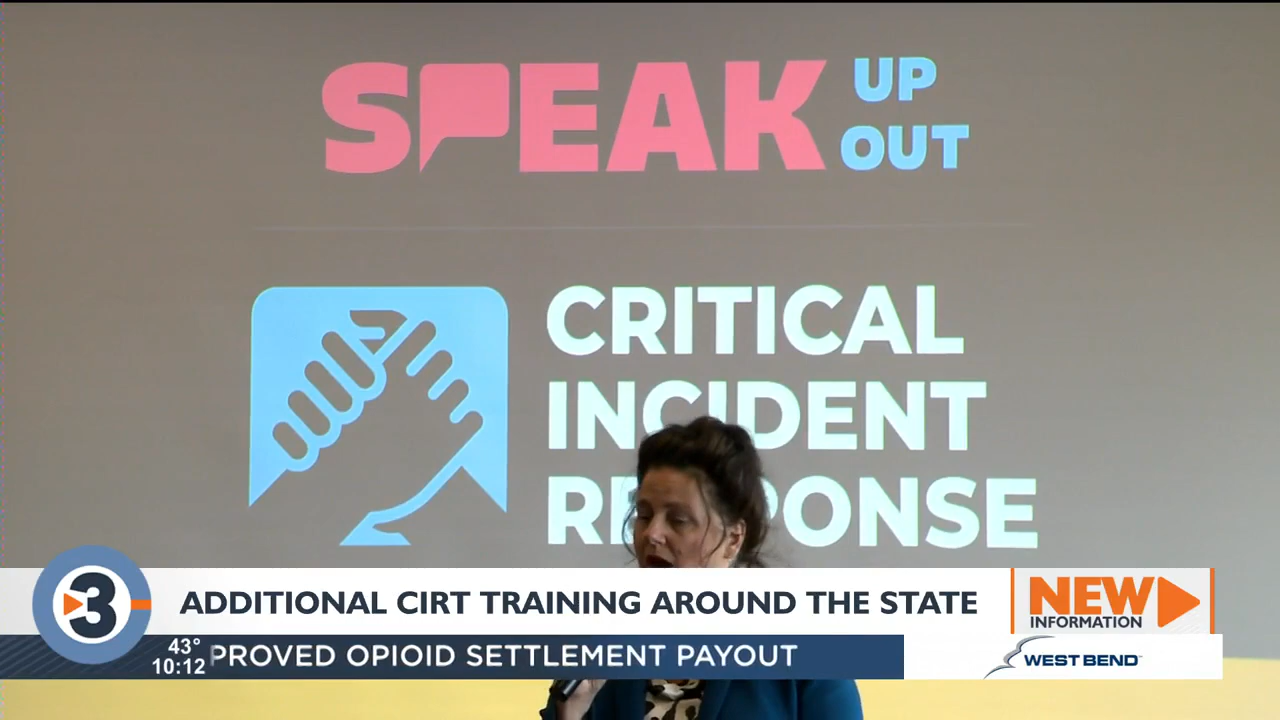 SPEAK UP
OUT
CRITICAL
INCIDENT
RESPONSE
3
ADDITIONAL CIRT TRAINING AROUND THE STATE
NEW
INFORMATION
43°
10:12
PROVED OPIOID SETTLEMENT PAYOUT
WEST BEND